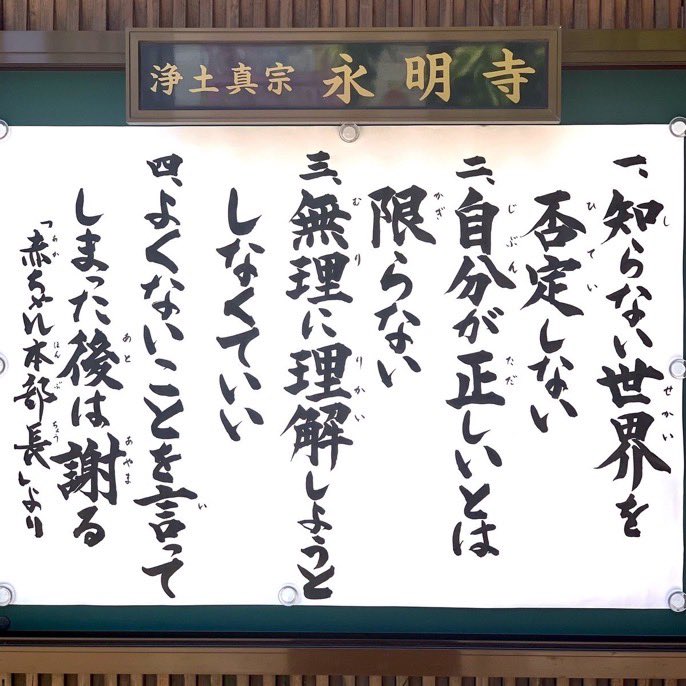 浄土真宗 永明寺
一、知らない世界を
否定しない
二、自分が正しいとは
限らない
三、無理に理解しようと
しなくていい
四、よくないことを言って
しまった後は謝る
「赤ちゃん本部長」より